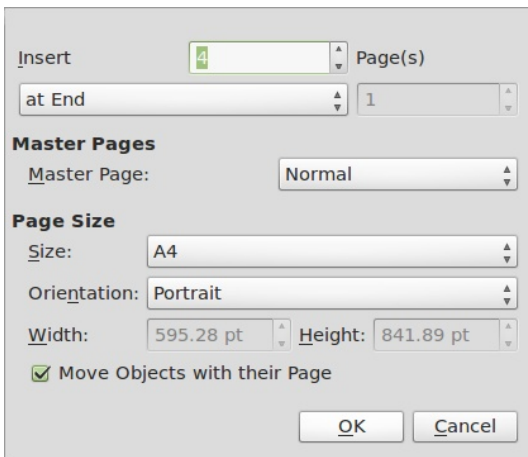 Insert 4 Page(s)
at End 1
Master Pages
Master Page: Normal
Page Size
Size: A4
Orientation: Portrait
Width: 595.28 pt Height: 841.89 pt
Move Objects with their Page
OK Cancel